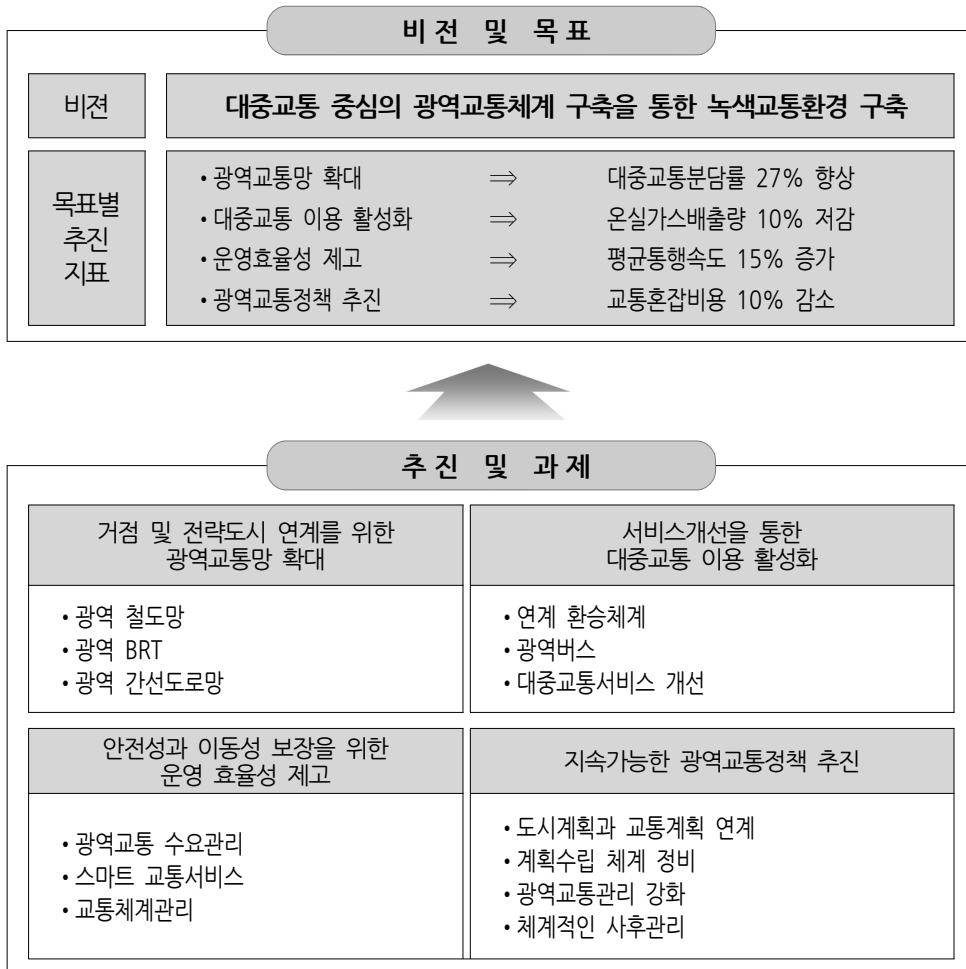 비전 및 목표
비젼
대중교통 중심의 광역교통체계 구축을 통한 녹색교통환경 구축
목표별
추진
지표
• 광역교통망 확대 ⇒ 대중교통분담률 27% 향상
• 대중교통 이용 활성화 ⇒ 온실가스배출량 10% 저감
• 운영효율성 제고 ⇒ 평균통행속도 15% 증가
• 광역교통정책 추진 ⇒ 교통혼잡비용 10% 감소
추진 및 과제
거점 및 전략도시 연계를 위한
광역교통망 확대
• 광역 철도망
• 광역 BRT
• 광역 간선도로망
서비스개선을 통한
대중교통 이용 활성화
• 연계 환승체계
• 광역버스
• 대중교통서비스 개선
안전성과 이동성 보장을 위한
운영 효율성 제고
• 광역교통 수요관리
• 스마트 교통서비스
• 교통체계관리
지속가능한 광역교통정책 추진
• 도시계획과 교통계획 연계
• 계획수립 체계 정비
• 광역교통관리 강화
• 체계적인 사후관리